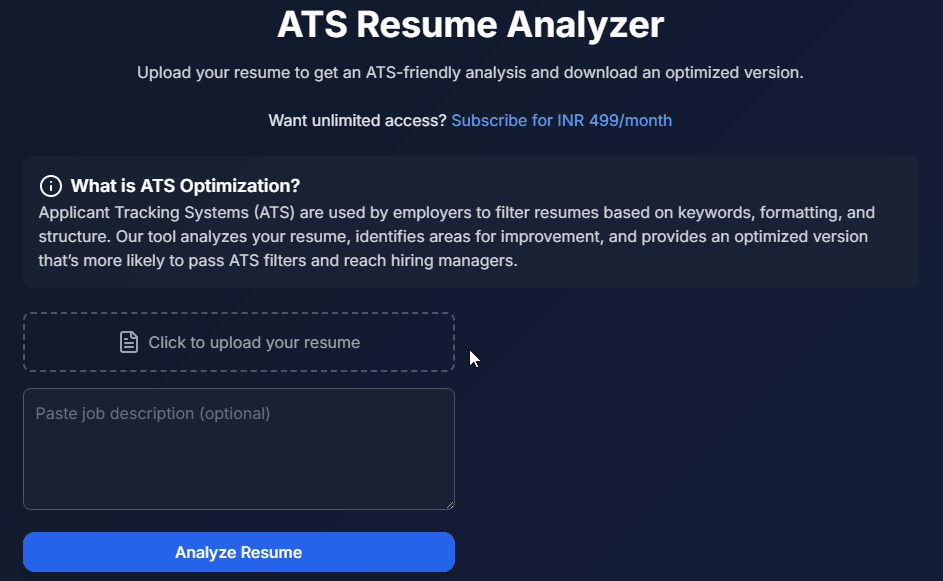 ATS Resume Analyzer
Upload your resume to get an ATS-friendly analysis and download an optimized version.
Want unlimited access? Subscribe for INR 499/month
What is ATS Optimization?
Applicant Tracking Systems (ATS) are used by employers to filter resumes based on keywords, formatting, and
structure. Our tool analyzes your resume, identifies areas for improvement, and provides an optimized version
that’s more likely to pass ATS filters and reach hiring managers.
Click to upload your resume
Paste job description (optional)
Analyze Resume